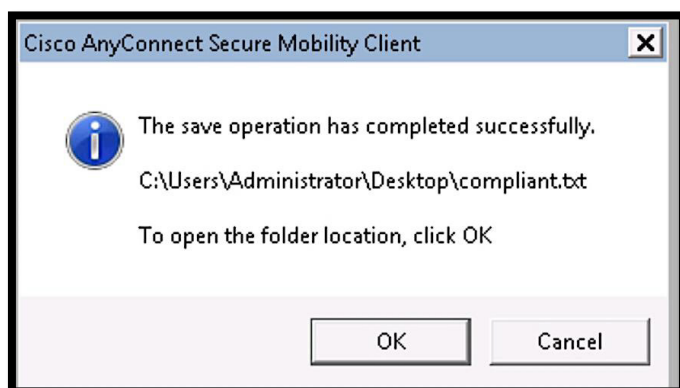 Cisco AnyConnect Secure Mobility Client
The save operation has completed successfully.
C:\Users\Administrator\Desktop\compliant.txt
To open the folder location, click OK
OK
Cancel